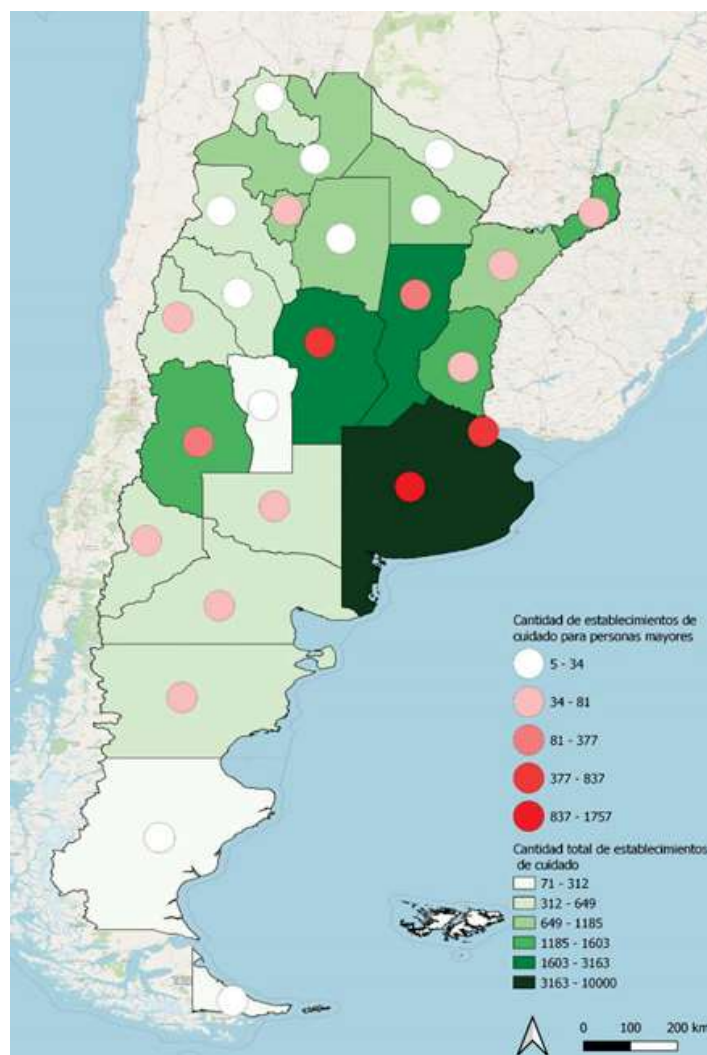 Cantidad de establecimientos de
cuidado para personas mayores
5 - 34
34 - 81
81 - 377
377 - 837
837 - 1757
Cantidad total de establecimientos
de cuidado
71 - 312
312 - 649
649 - 1185
1185 - 1603
1603 - 3163
3163 - 10000
0 100 200 km